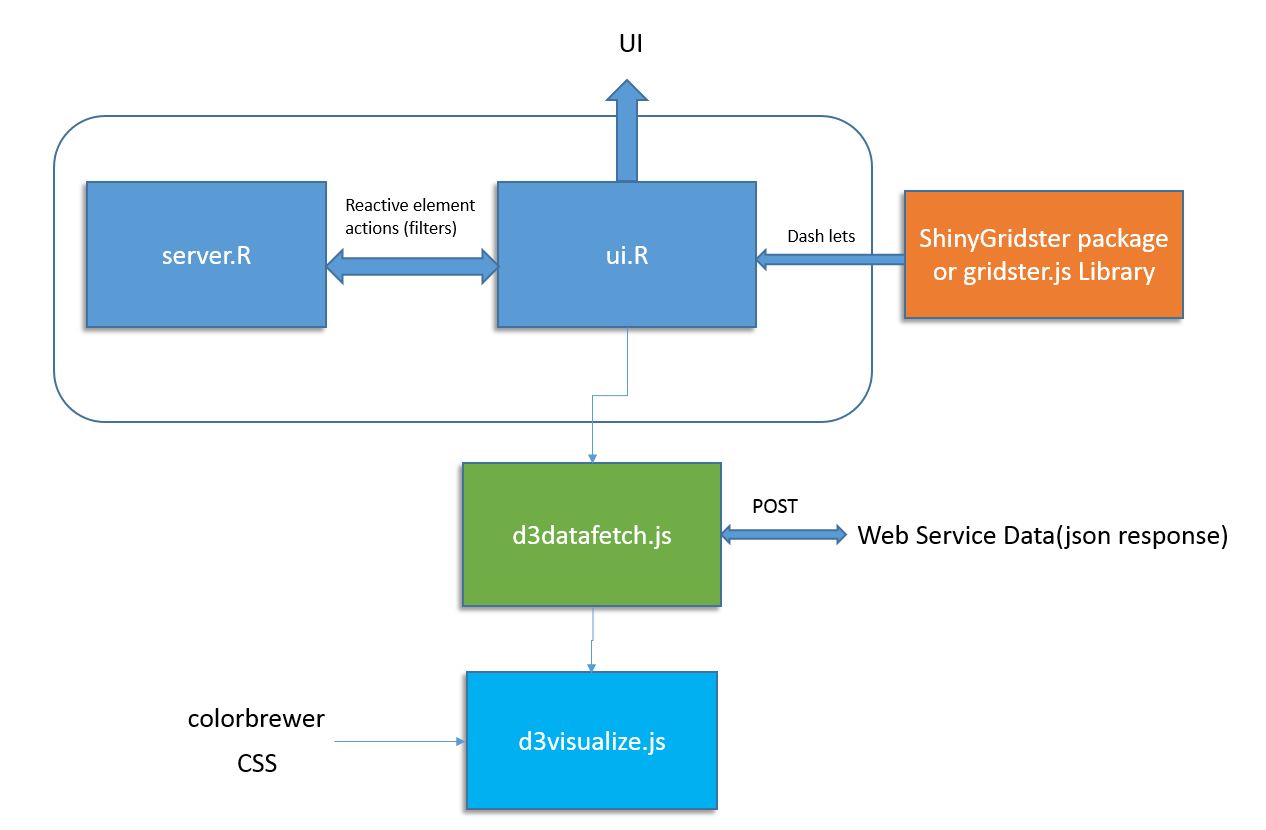 UI
server.R
Reactive element
actions (filters)
ui.R
Dash lets
ShinyGridster package
or gridster.js Library
d3datafetch.js
POST
Web Service Data(json response)
colorbrewer
CSS
d3visualize.js